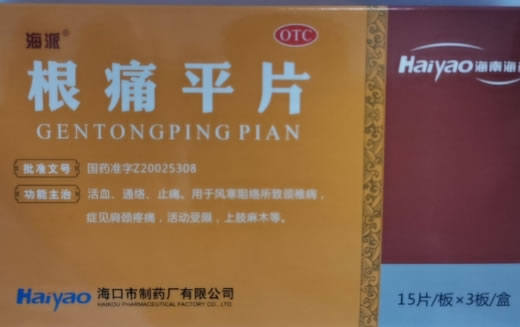 海派®
OTC
Haiyao 海南海
根痛平片
GENTONGPING PIAN
批准文号 国药准字Z20025308
功能主治 活血、通络、止痛。用于风寒阻络所致颈椎病,
症见肩颈疼痛,活动受限,上肢麻木等。
Haiyao 海口市制药厂有限公司
HAIKOU PHARMACEUTICAL FACTORY CO., LTD.
15片/板×3板/盒